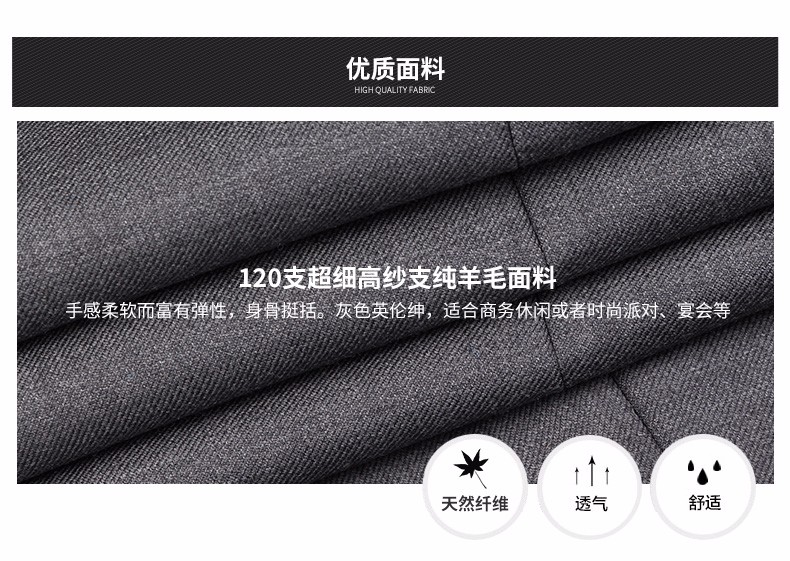 优质面料
HIGH QUALITY FABRIC
120支超细高纱支纯羊毛面料
手感柔软而富有弹性，身骨挺括。灰色英伦绅，适合商务休闲或者时尚派对、宴会等
天然纤维
透气
舒适